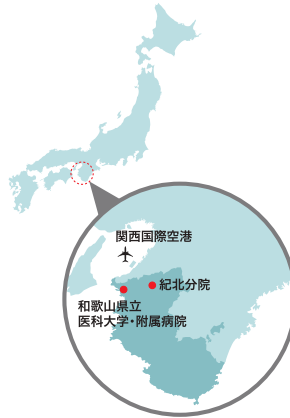 関西国際空港
紀北分院
和歌山県立
医科大学・附属病院